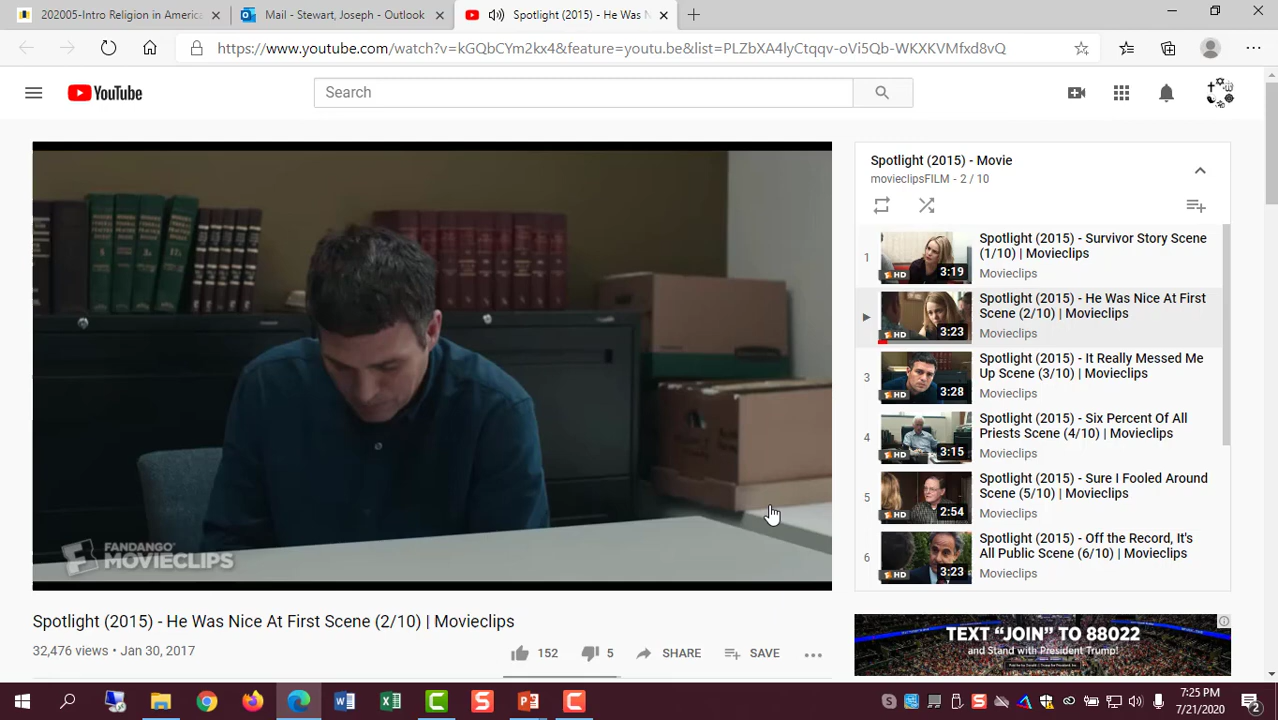 202005-Intro Religion in America
Mail - Stewart, Joseph - Outlook
Spotlight (2015) - He Was N
https://www.youtube.com/watch?v=kGQbCYm2kx4&feature=youtu.be&list=PLZbXA4lyCtqqv-oVi5Qb-WKXKVMfxd8vQ
YouTube
Search
Spotlight (2015) - Movie
movieclipsFILM - 2 / 10
1
Spotlight (2015) - Survivor Story Scene
(1/10) | Movieclips
Movieclips
HD
3:19
Spotlight (2015) - He Was Nice At First
Scene (2/10) | Movieclips
Movieclips
HD
3:23
3
Spotlight (2015) - It Really Messed Me
Up Scene (3/10) | Movieclips
Movieclips
HD
3:28
4
Spotlight (2015) - Six Percent Of All
Priests Scene (4/10) | Movieclips
Movieclips
HD
3:15
5
Spotlight (2015) - Sure I Fooled Around
Scene (5/10) | Movieclips
Movieclips
HD
2:54
6
Spotlight (2015) - Off the Record, It's
All Public Scene (6/10) | Movieclips
Movieclips
HD
3:23
FANDANGO
MOVIECLIPS
Spotlight (2015) - He Was Nice At First Scene (2/10) | Movieclips
32,476 views • Jan 30, 2017
152
5
SHARE
SAVE
TEXT “JOIN” TO 88022
and Stand with President Trump!
7:25 PM
7/21/2020
2